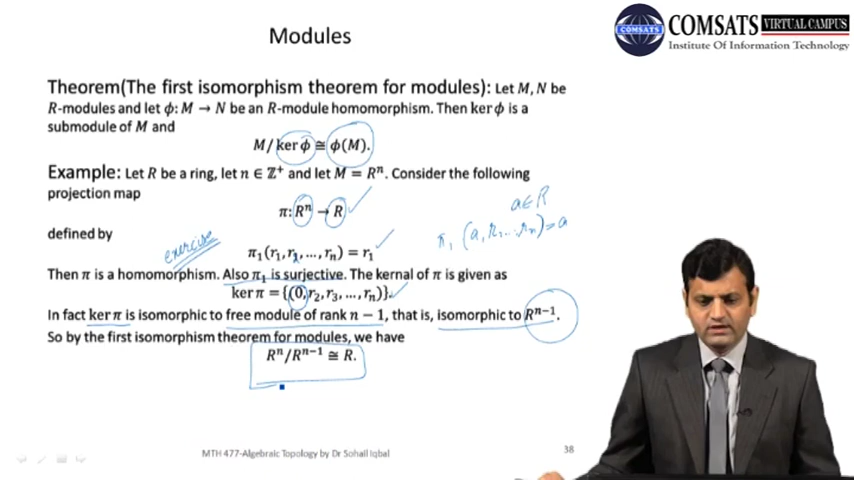 Modules
COMSATS VIRTUAL CAMPUS
Institute Of Information Technology
Theorem(The first isomorphism theorem for modules): Let M, N be
R-modules and let ϕ: M → N be an R-module homomorphism. Then ker ϕ is a
submodule of M and
M/ ker ϕ ≅ ϕ(M).
Example: Let R be a ring, let n ∈ ℤ⁺ and let M = Rⁿ. Consider the following
projection map
a ∈ R
π: Rⁿ → R
π₁ (a, r₂, ..., rₙ) = a
defined by
exercise
π₁(r₁, r₂, ..., rₙ) = r₁
Then π is a homomorphism. Also π₁ is surjective. The kernal of π is given as
ker π = {(0, r₂, r₃, ..., rₙ)}.
In fact ker π is isomorphic to free module of rank n − 1, that is, isomorphic to Rⁿ⁻¹.
So by the first isomorphism theorem for modules, we have
Rⁿ/Rⁿ⁻¹ ≅ R.
MTH 477-Algebraic Topology by Dr Sohail Iqbal
38